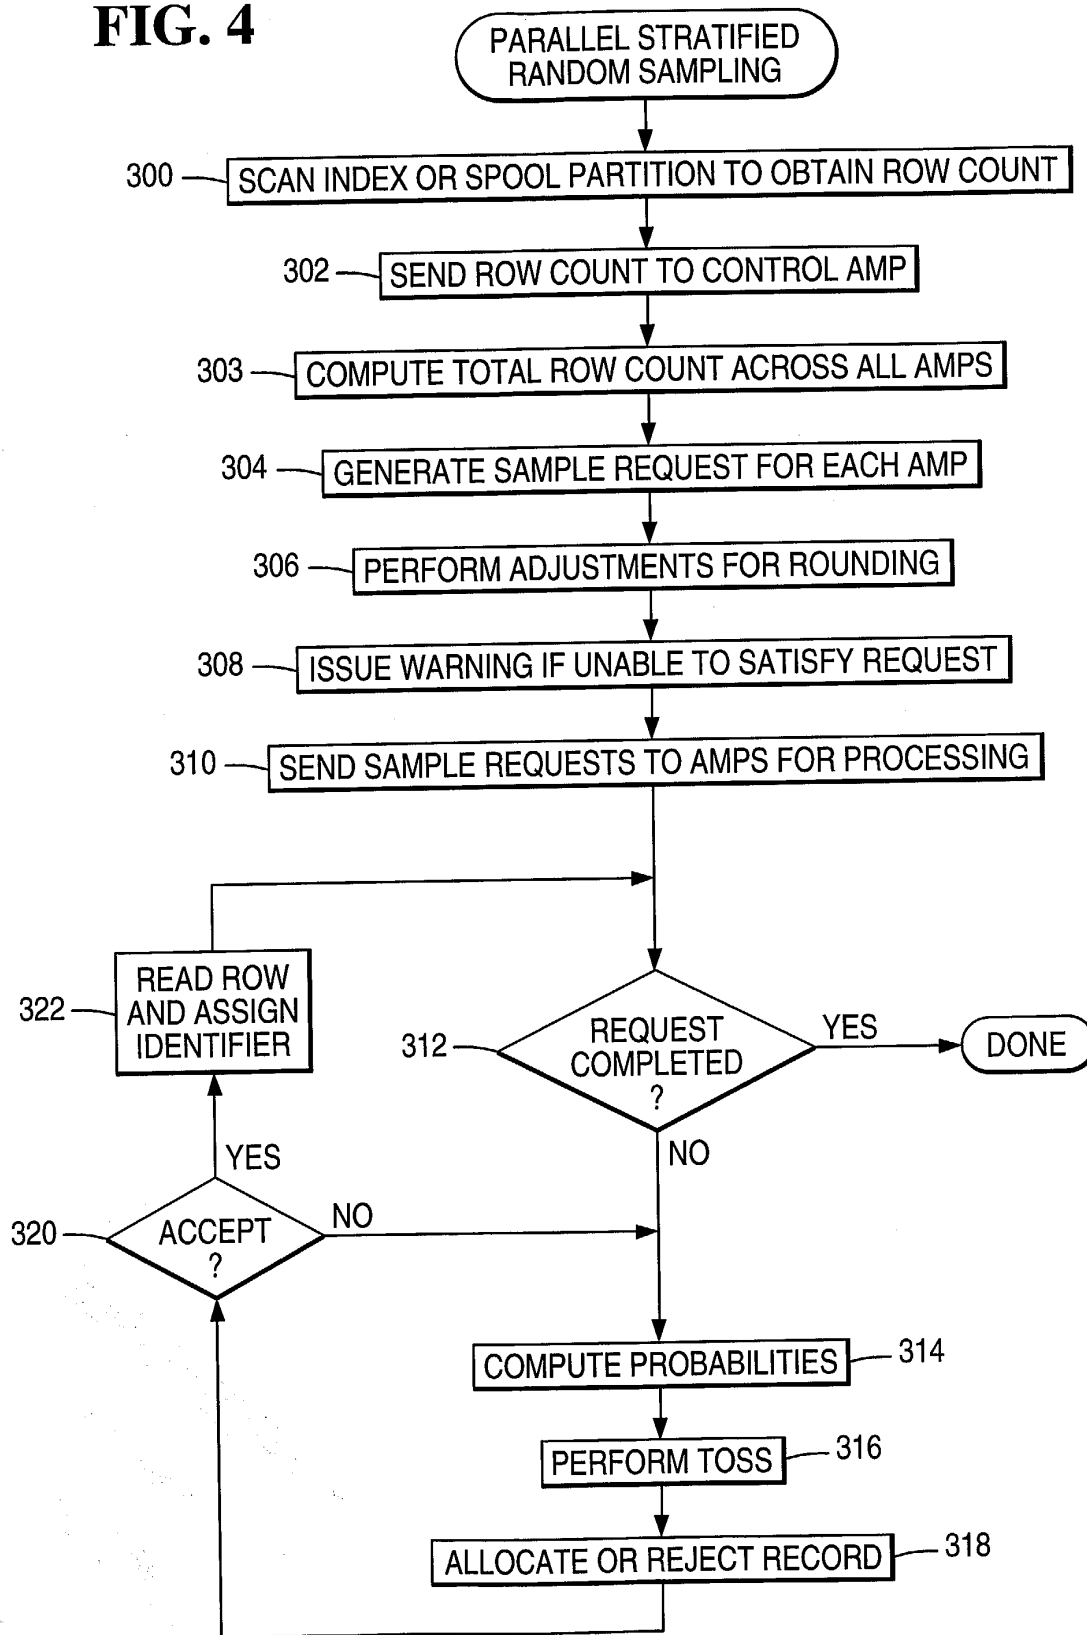 FIG. 4
PARALLEL STRATIFIED
RANDOM SAMPLING
300
SCAN INDEX OR SPOOL PARTITION TO OBTAIN ROW COUNT
302
SEND ROW COUNT TO CONTROL AMP
303
COMPUTE TOTAL ROW COUNT ACROSS ALL AMPS
304
GENERATE SAMPLE REQUEST FOR EACH AMP
306
PERFORM ADJUSTMENTS FOR ROUNDING
308
ISSUE WARNING IF UNABLE TO SATISFY REQUEST
310
SEND SAMPLE REQUESTS TO AMPS FOR PROCESSING
322
READ ROW
AND ASSIGN
IDENTIFIER
312
REQUEST
COMPLETED
?
YES
DONE
NO
YES
320
ACCEPT
?
NO
COMPUTE PROBABILITIES
314
PERFORM TOSS
316
ALLOCATE OR REJECT RECORD
318